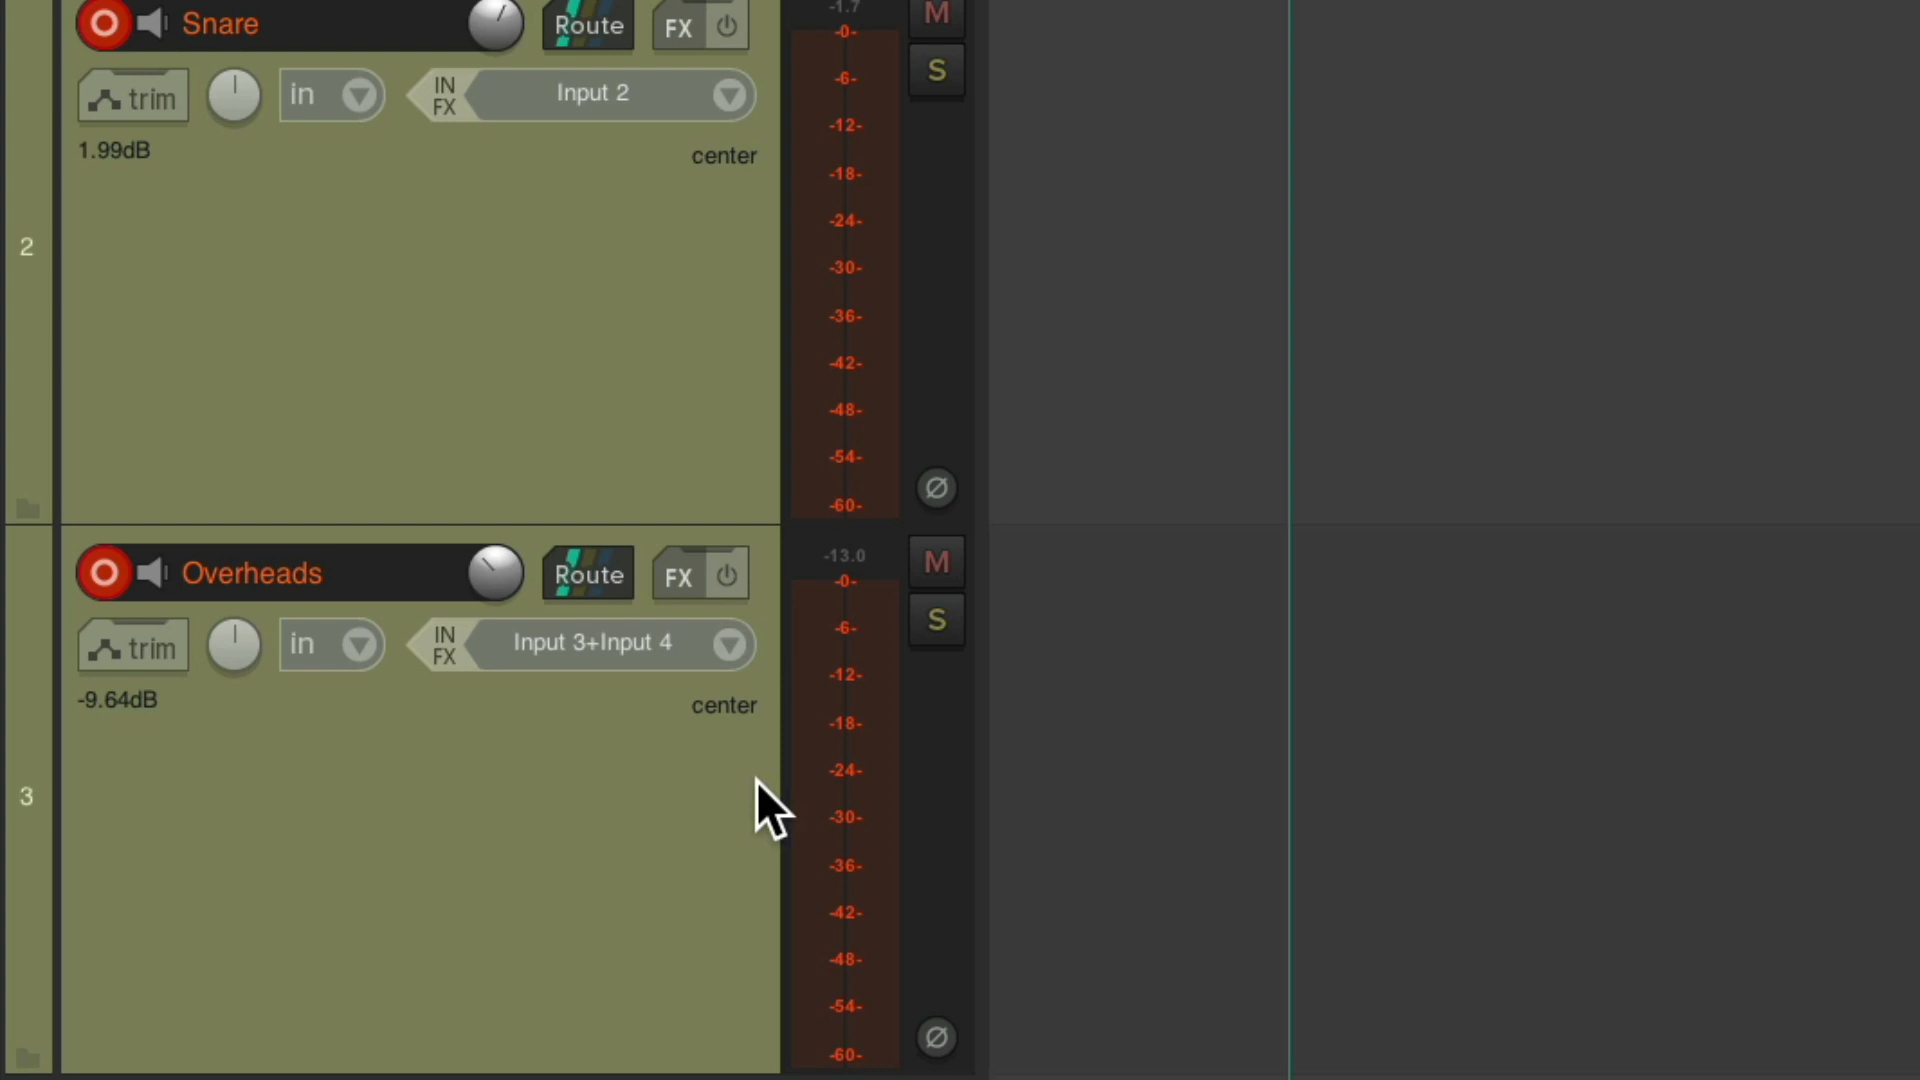 Snare
Route
FX
-1.7
M
-0-
S
trim
in
IN
FX
Input 2
-6-
1.99dB
center
-12-
-18-
-24-
2
-30-
-36-
-42-
-48-
-54-
-60-
Overheads
Route
FX
-13.0
M
-0-
S
trim
in
IN
FX
Input 3+Input 4
-6-
-9.64dB
center
-12-
-18-
-24-
3
-30-
-36-
-42-
-48-
-54-
-60-